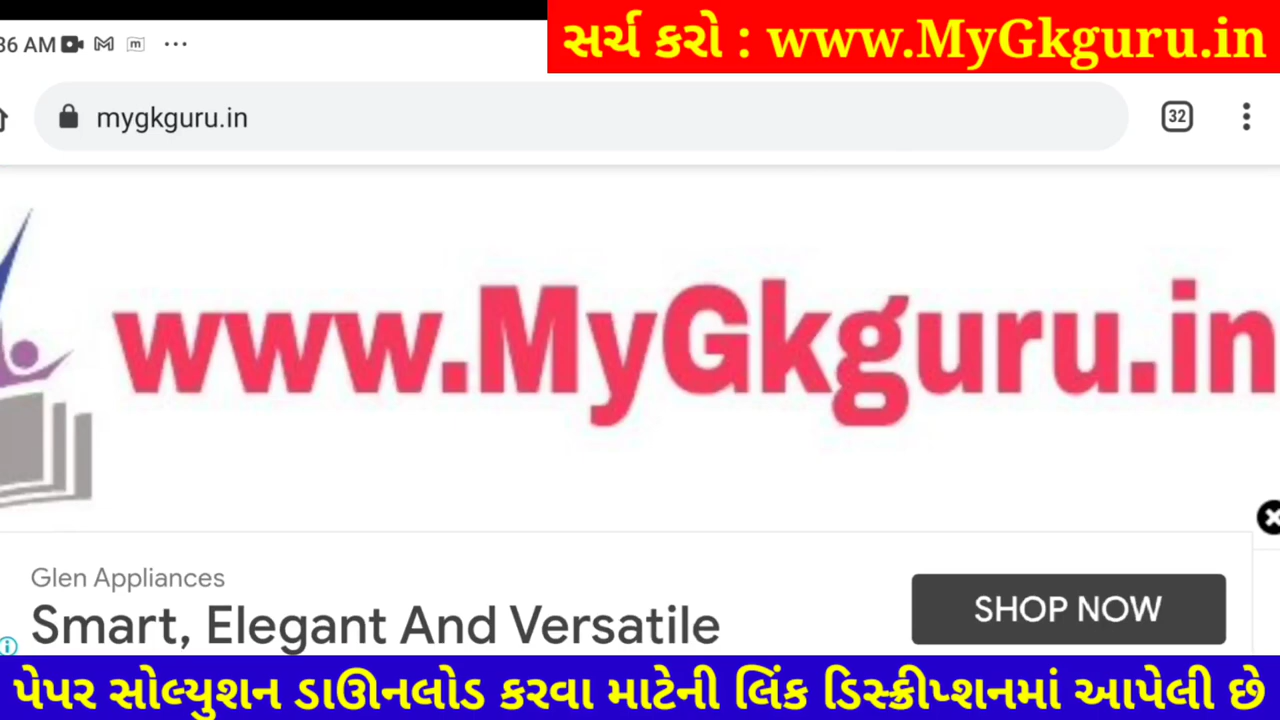 સર્ચ કરો : www.MyGkguru.in
36 AM
mygkguru.in
32
www.MyGkguru.in
Glen Appliances
Smart, Elegant And Versatile
SHOP NOW
પેપર સોલ્યુશન ડાઊનલોડ કરવા માટેની લિંક ડિસ્ક્રીપ્શનમાં આપેલી છે